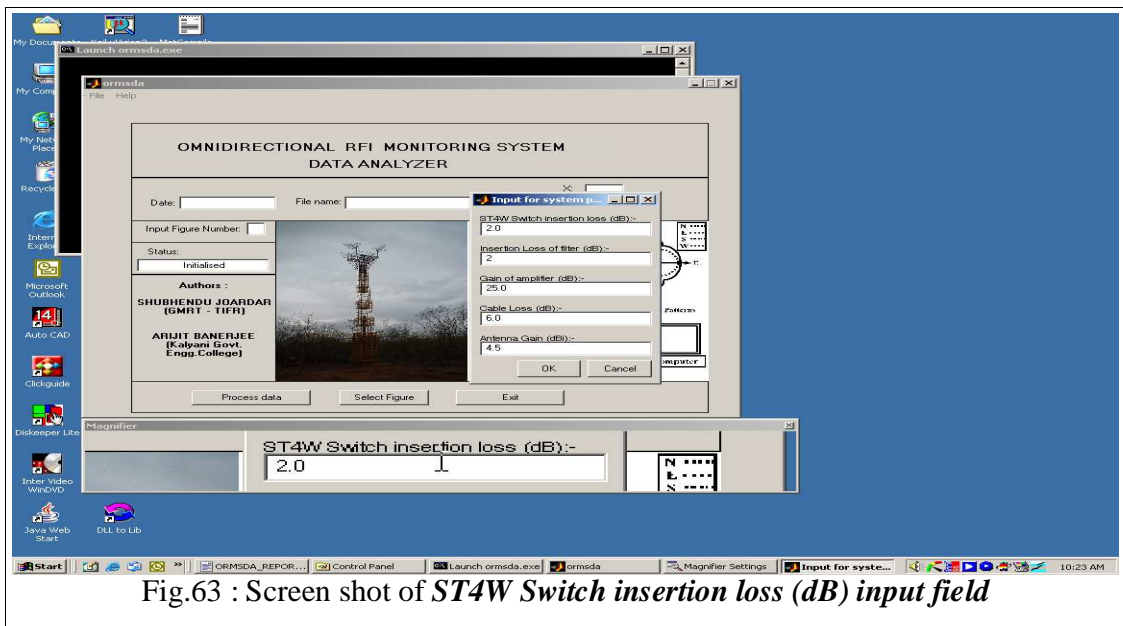 My Docu
Launch ormsda.exe
ormsda
File Help
My Com
My Net
Place
Recycle
Intern
Explo
Microsoft
Outlook
Auto CAD
Clickguide
Diskeeper Lite
Inter Video
WinDVD
Java Web
Start
DLL to Lib
OMNIDIRECTIONAL RFI MONITORING SYSTEM
DATA ANALYZER
Date:
File name:
X:
Input Figure Number:
Status:
Initialised
Authors :
SHUBHENDU JOARDAR
(GMRT - TIFR)
ARIJIT BANERJEE
(Kalyani Govt.
Engg.College)
Input for system p...
ST4W Switch insertion loss (dB):-
2.0
Insertion Loss of filter (dB):-
2
Gain of amplifier (dB):-
25.0
Cable Loss (dB):-
6.0
Antenna Gain (dBi):-
4.5
OK Cancel
N
E
S
W
E
Patterns
omputer
Process data Select Figure Exit
Magnifier
ST4W Switch insertion loss (dB):-
2.0
N
E
S
Start ORMSDA_REPOR... Control Panel Launch ormsda.exe ormsda Magnifier Settings Input for syste... 10:23 AM
Fig.63 : Screen shot of ST4W Switch insertion loss (dB) input field